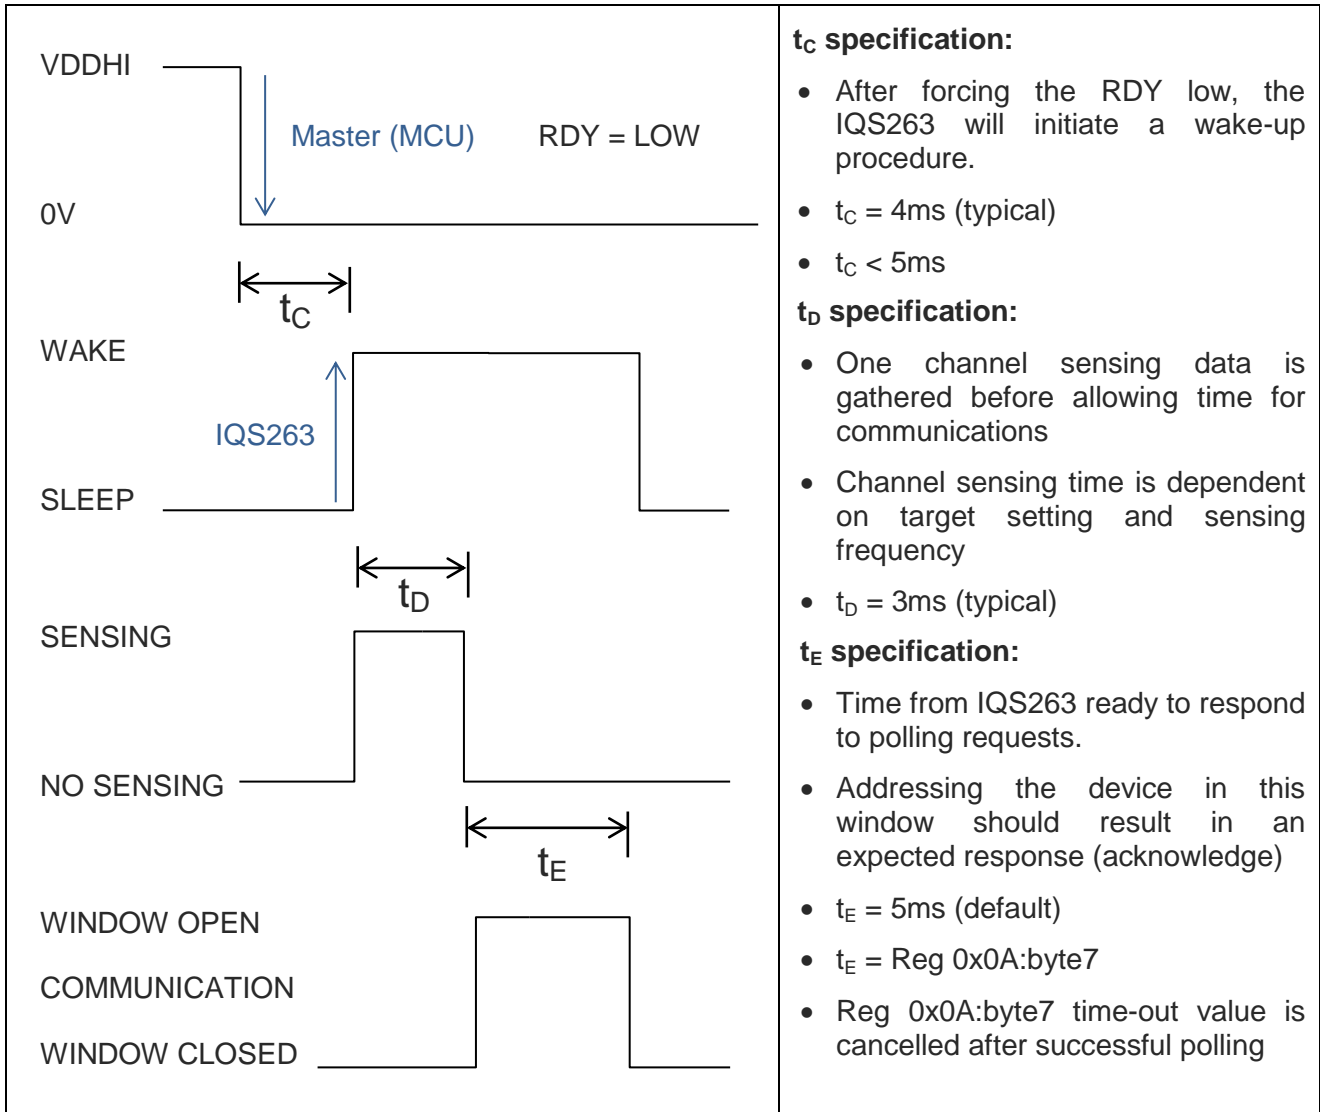 VDDHI
Master (MCU)
RDY = LOW
0V
tC
WAKE
IQS263
SLEEP
tD
SENSING
NO SENSING
tE
WINDOW OPEN
COMMUNICATION
WINDOW CLOSED
tC specification:
• After forcing the RDY low, the
IQS263 will initiate a wake-up
procedure.
• tC = 4ms (typical)
• tC < 5ms
tD specification:
• One channel sensing data is
gathered before allowing time for
communications
• Channel sensing time is dependent
on target setting and sensing
frequency
• tD = 3ms (typical)
tE specification:
• Time from IQS263 ready to respond
to polling requests.
• Addressing the device in this
window should result in an
expected response (acknowledge)
• tE = 5ms (default)
• tE = Reg 0x0A:byte7
• Reg 0x0A:byte7 time-out value is
cancelled after successful polling